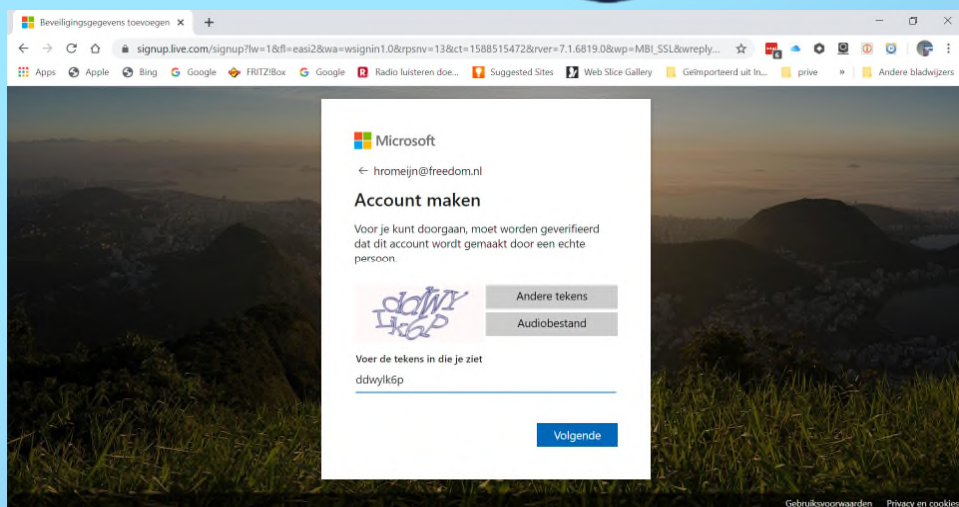 Beveiligingsgegevens toevoegen
signup.live.com/signup?lw=1&fl=easi2&wa=wsignin1.0&rpsnv=13&ct=1588515472&rver=7.1.6819.0&wp=MBI_SSL&wreply...
Apps Apple Bing Google FRITZ!Box Google Radio luisteren doe... Suggested Sites Web Slice Gallery Geïmporteerd uit In... prive » Andere bladwijzers
Microsoft
← hromeijn@freedom.nl
Account maken
Voor je kunt doorgaan, moet worden geverifieerd
dat dit account wordt gemaakt door een echte
persoon.
ddWY
Lk6P
Andere tekens
Audiobestand
Voer de tekens in die je ziet
ddwylk6p
Volgende
Gebruiksvoorwaarden Privacy en cookies